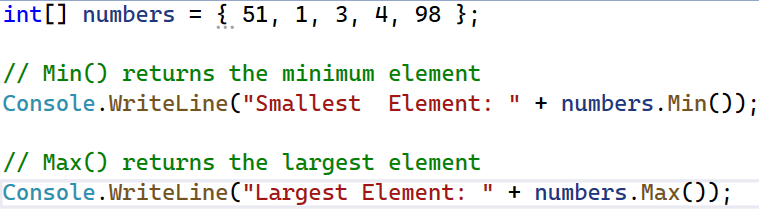 int[] numbers = { 51, 1, 3, 4, 98 };
// Min() returns the minimum element
Console.WriteLine("Smallest  Element: " + numbers.Min());
// Max() returns the largest element
Console.WriteLine("Largest Element: " + numbers.Max());